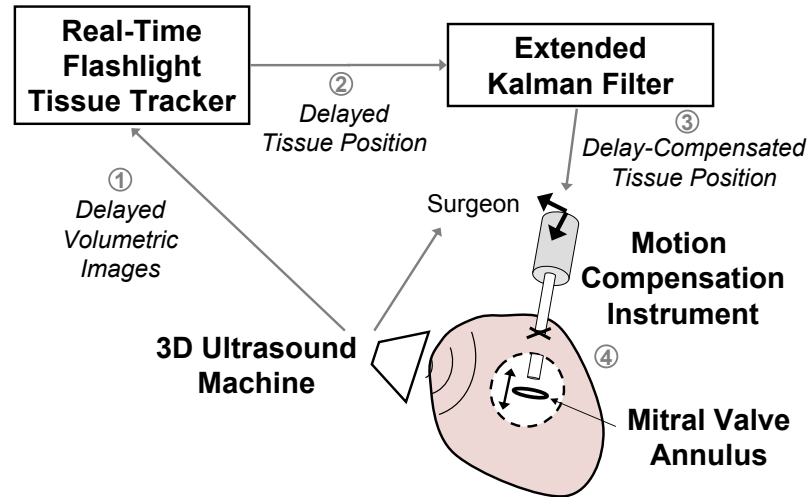 Real-Time
Flashlight
Tissue Tracker
②
Delayed
Tissue Position
Extended
Kalman Filter
③
Delay-Compensated
Tissue Position
①
Delayed
Volumetric
Images
Surgeon
Motion
Compensation
Instrument
3D Ultrasound
Machine
④
Mitral Valve
Annulus